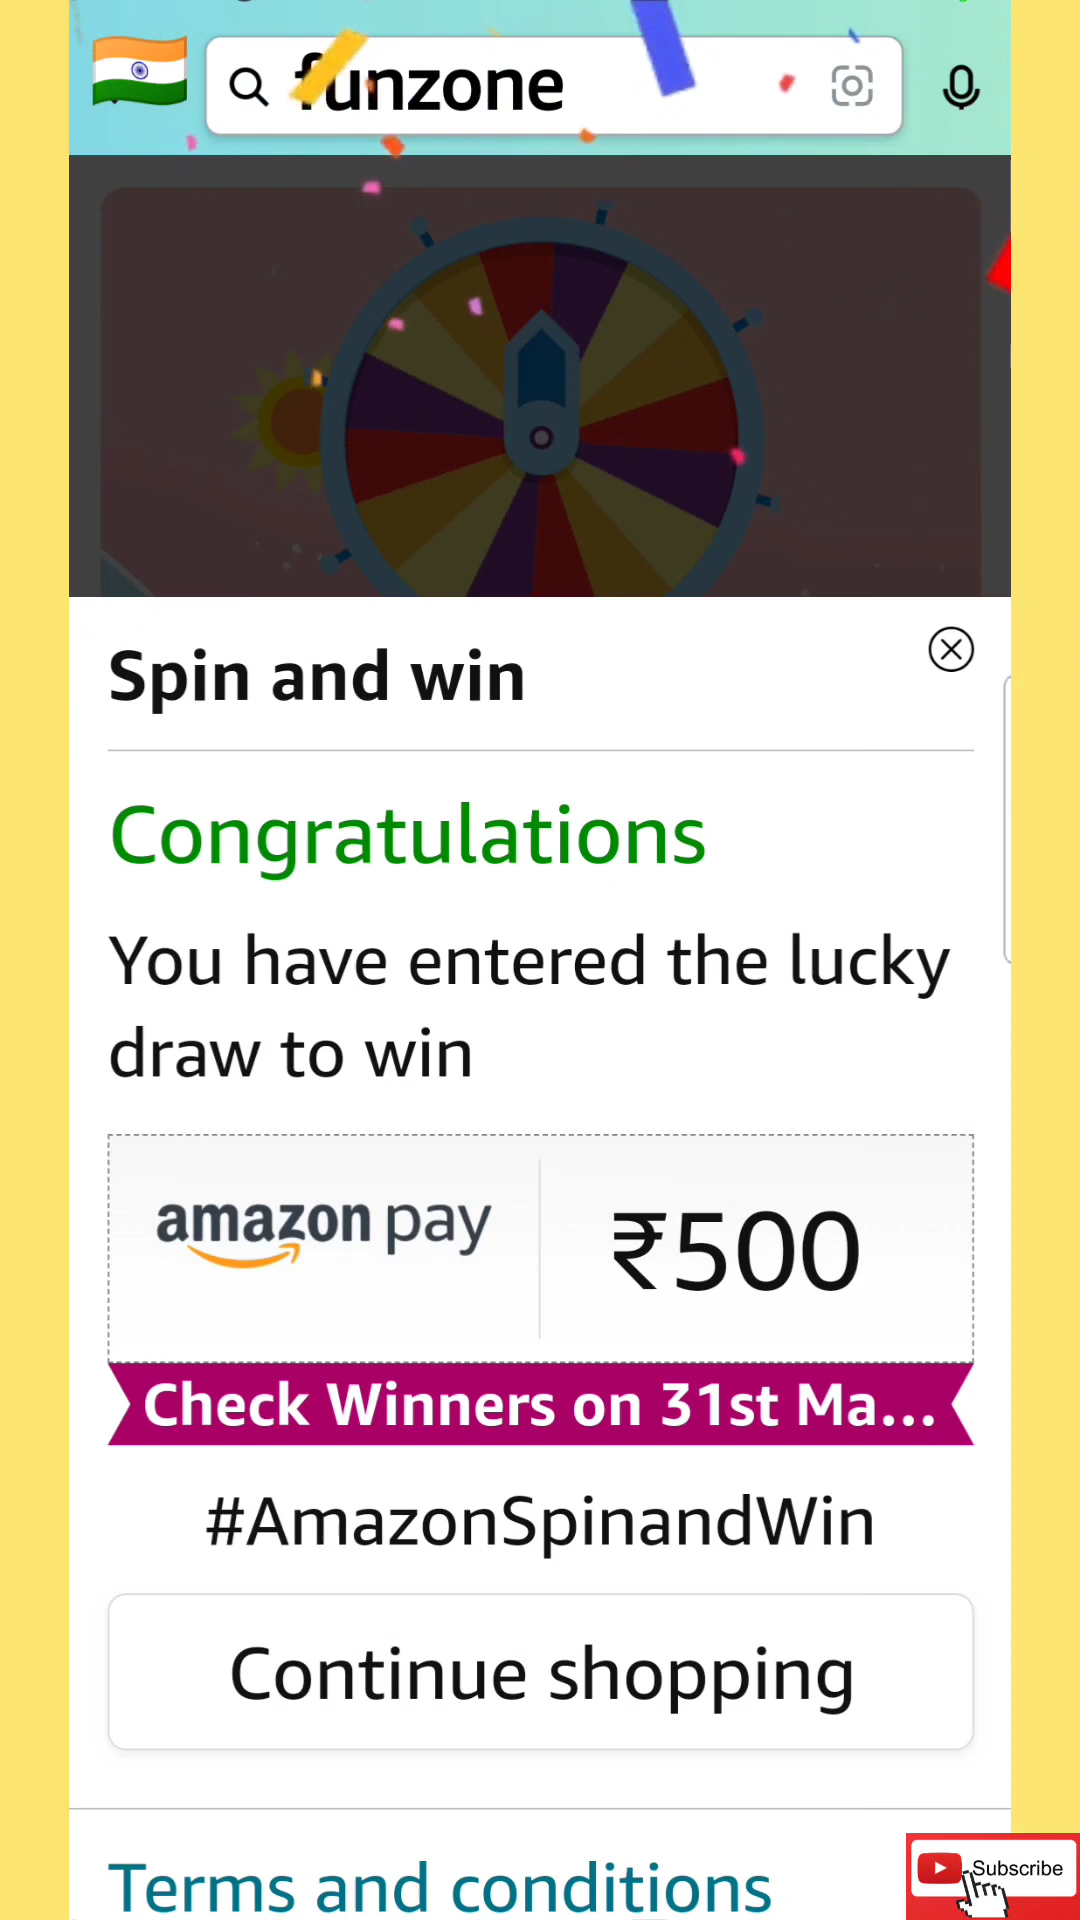 funzone
Spin and win
Congratulations
You have entered the lucky
draw to win
amazon pay
₹500
Check Winners on 31st Ma...
#AmazonSpinandWin
Continue shopping
Terms and conditions
Subscribe